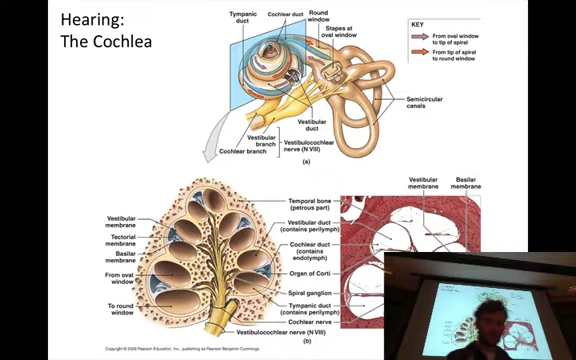 Hearing:
The Cochlea
Tympanic
duct
Cochlear duct
Round
window
Stapes at
oval window
KEY
From oval window
to tip of spiral
From tip of spiral
to round window
Semicircular
canals
Vestibular
duct
Vestibular
branch
Cochlear branch
Vestibulocochlear
nerve (N VIII)
(a)
Vestibular
membrane
Tectorial
membrane
Basilar
membrane
From oval
window
To round
window
Temporal bone
(petrous part)
Vestibular duct
(contains perilymph)
Cochlear duct
(contains
endolymph)
Organ of Corti
Spiral ganglion
Tympanic duct
(contains perilymph)
Cochlear nerve
Vestibulocochlear nerve (N VIII)
(b)
Vestibular
membrane
Basilar
membrane
Copyright © 2009 Pearson Education, Inc., publishing as Pearson Benjamin Cummings.